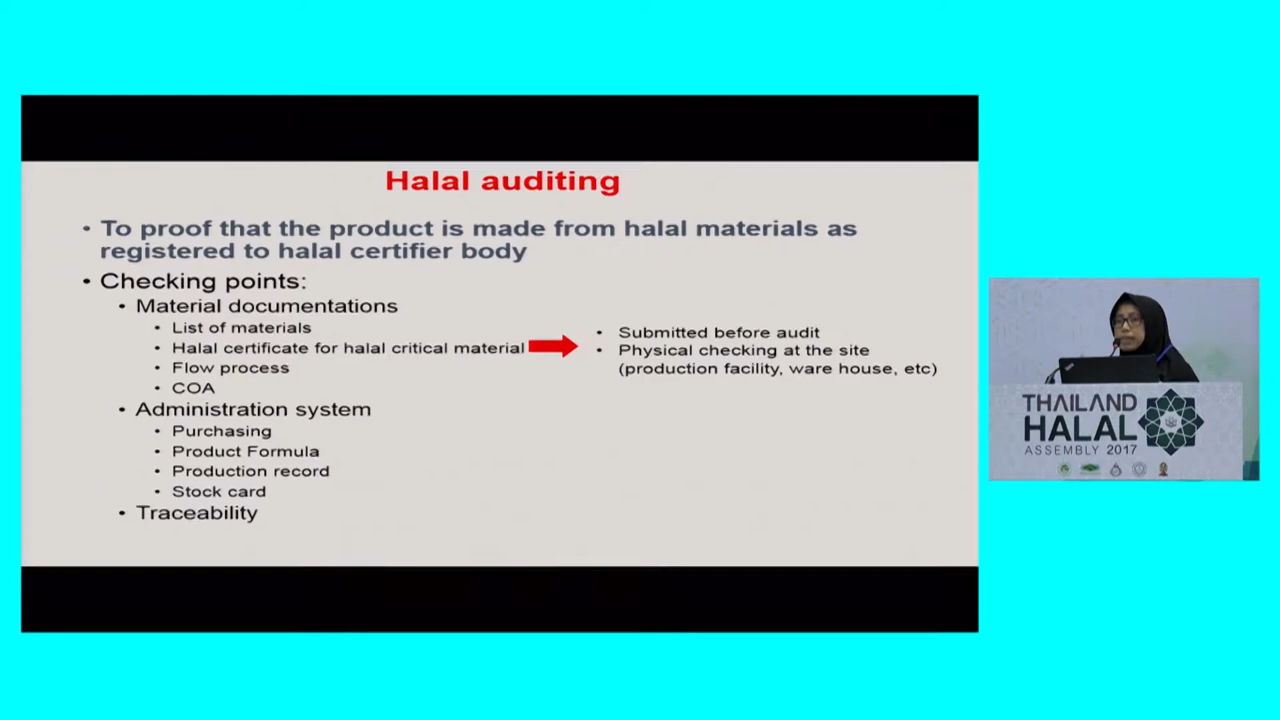 Halal auditing
• To proof that the product is made from halal materials as
registered to halal certifier body
• Checking points:
• Material documentations
• List of materials
• Halal certificate for halal critical material
• Flow process
• COA
• Administration system
• Purchasing
• Product Formula
• Production record
• Stock card
• Traceability
• Submitted before audit
• Physical checking at the site
(production facility, ware house, etc)
THAILAND
HALAL
ASSEMBLY 2017